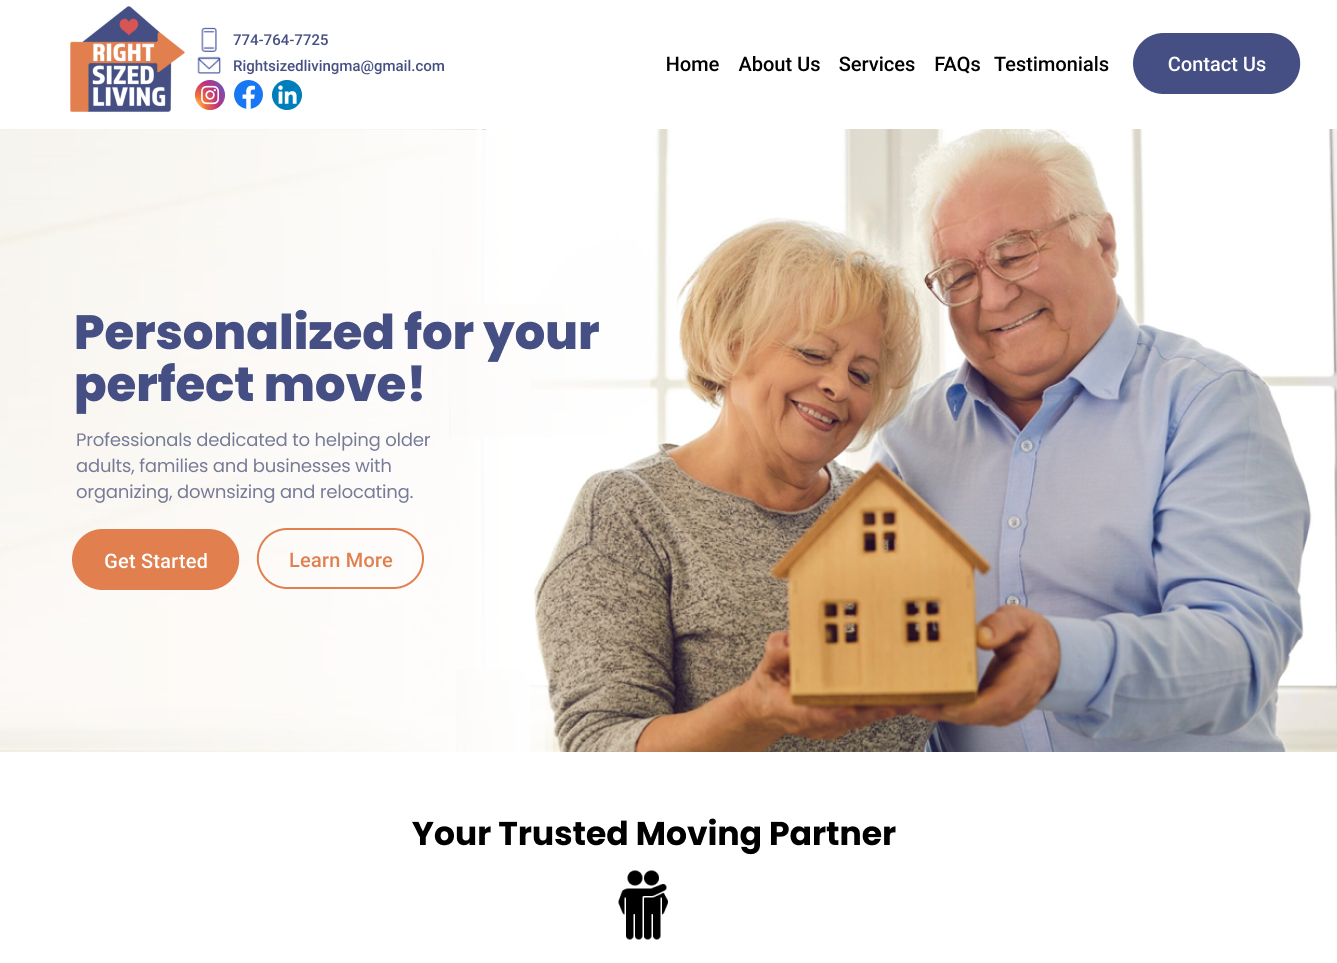 RIGHT
SIZED
LIVING
774-764-7725
Rightsizedlivingma@gmail.com
in
Home About Us Services FAQs Testimonials
Contact Us
Personalized for your
perfect move!
Professionals dedicated to helping older
adults, families and businesses with
organizing, downsizing and relocating.
Get Started
Learn More
Your Trusted Moving Partner